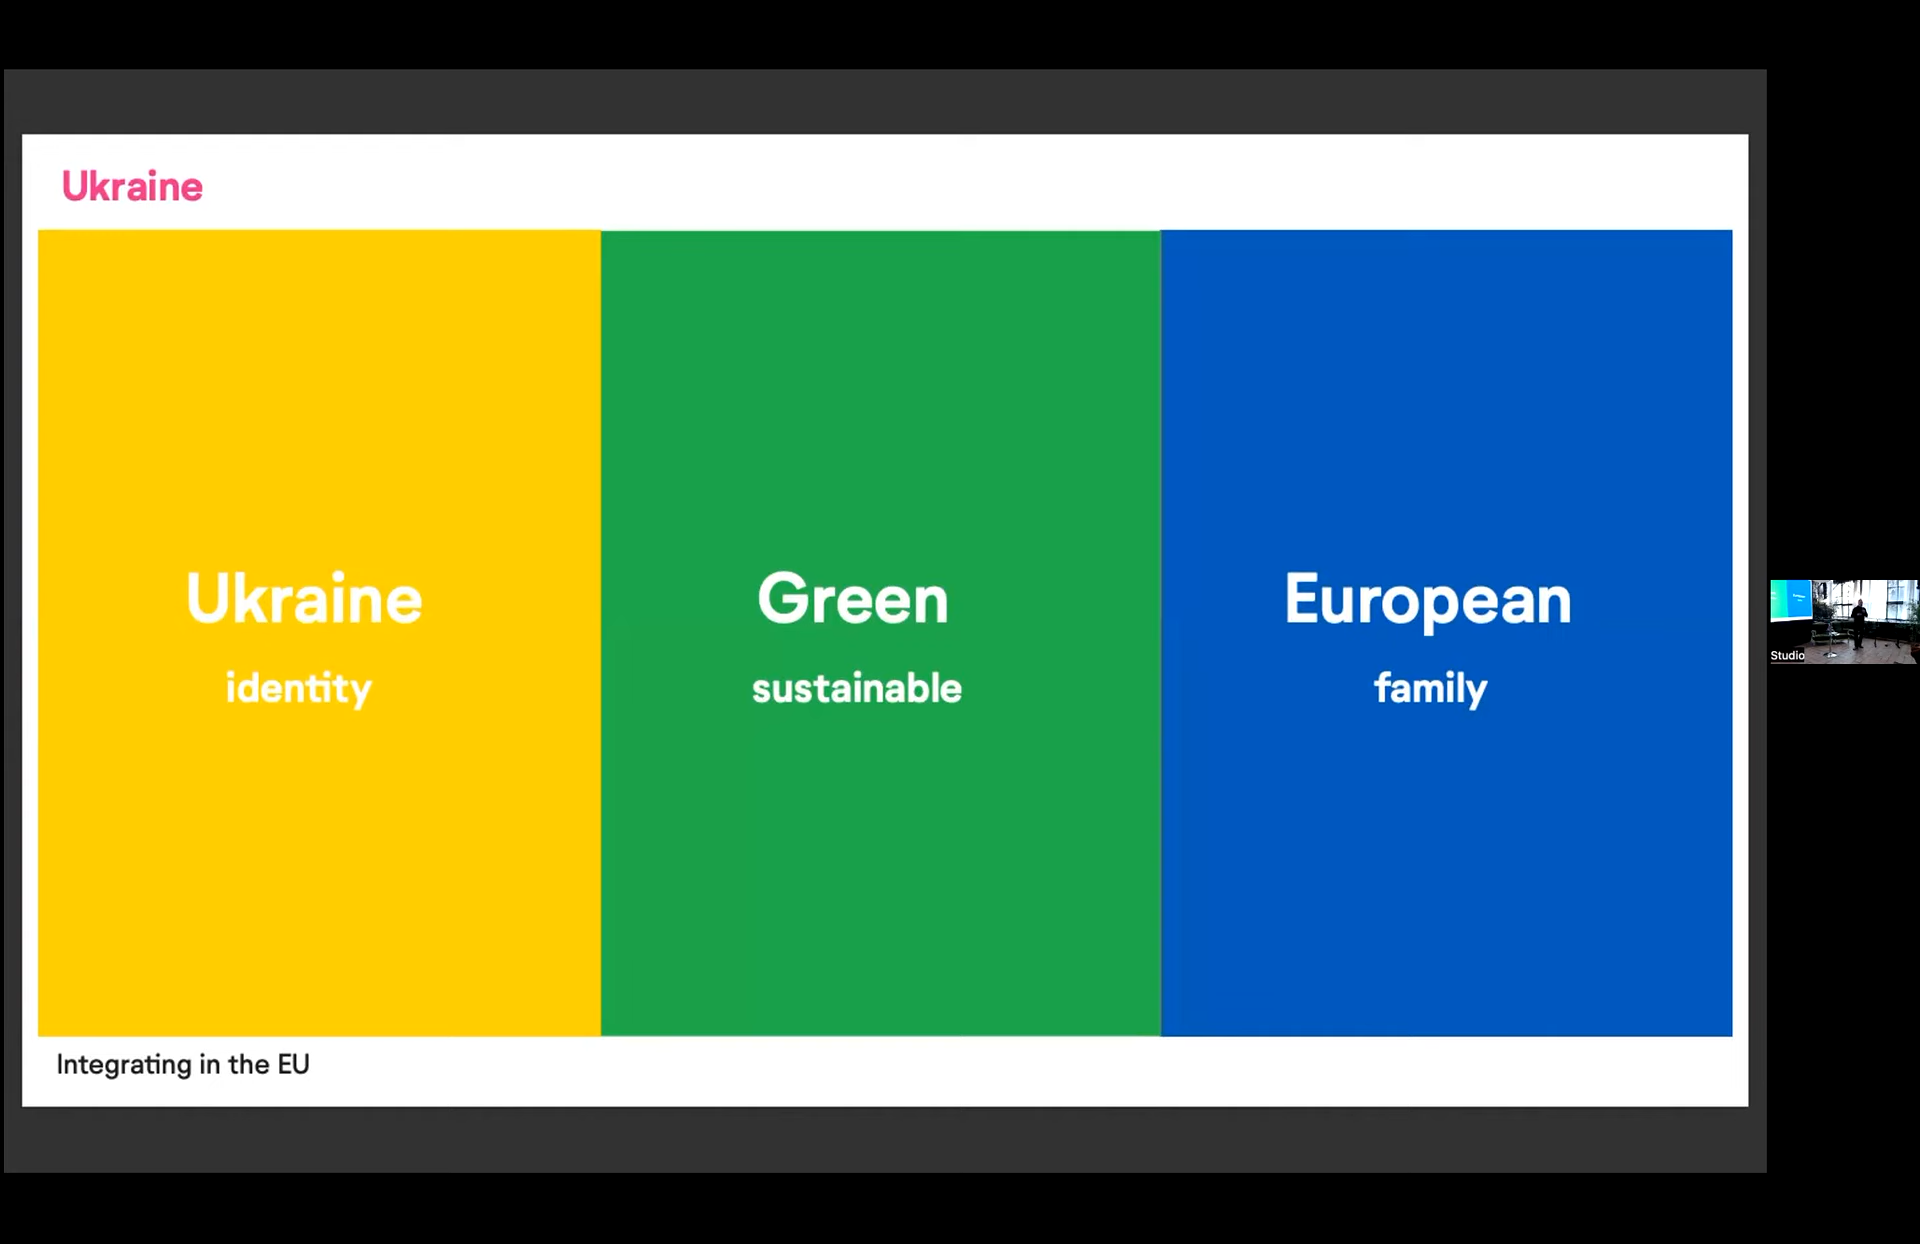 Ukraine
Ukraine
identity
Green
sustainable
European
family
Integrating in the EU
Studio